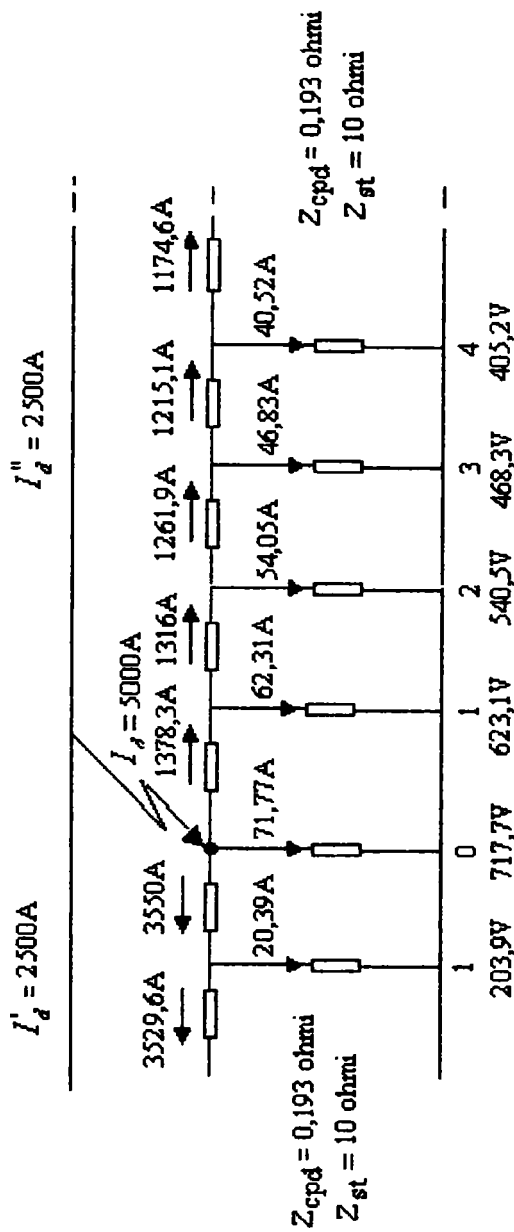 I'd = 2500A
I"d = 2500A
Id = 5000A
3529,6A
3550A
1378,3A
1316A
1261,9A
1215,1A
1174,6A
20,39A
71,77A
62,31A
54,05A
46,83A
40,52A
Zcpd = 0,193 ohmi
Zst = 10 ohmi
Zcpd = 0,193 ohmi
Zst = 10 ohmi
1 0 1 2 3 4
203,9V 717,7V 623,1V 540,5V 468,3V 405,2V